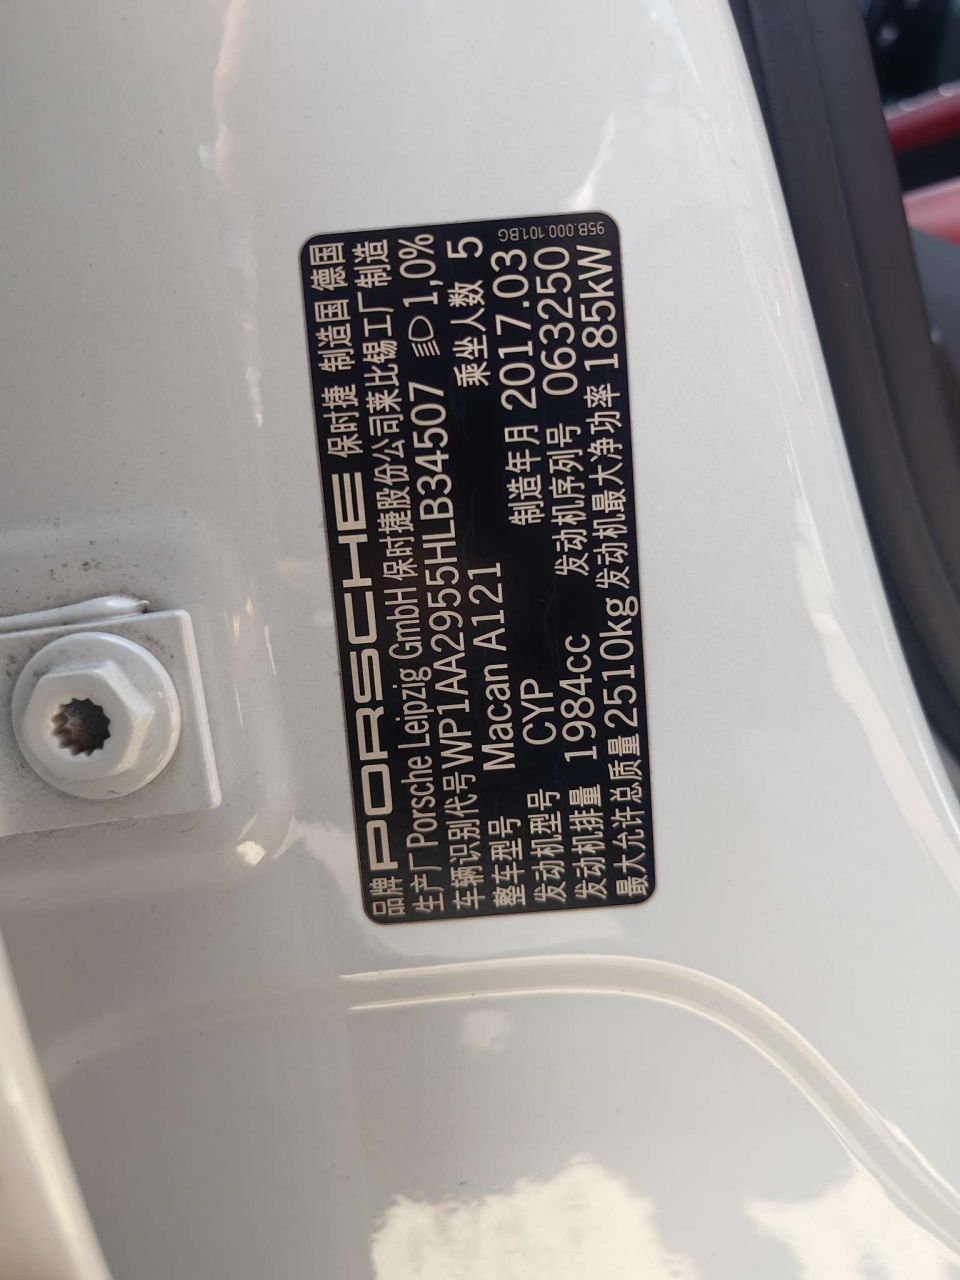 品牌 PORSCHE 保时捷 制造国 德国
生产厂 Porsche Leipzig GmbH 保时捷股份公司莱比锡工厂制造
车辆识别代号 WP1AA2955HLB34507 1,0%
整车型号 Macan A121 乘坐人数 5
发动机型号 CYP 制造年月 2017.03
发动机排量 1984cc 发动机序列号 063250
最大允许总质量 2510kg 发动机最大净功率 185kW
95B.000.101.BG